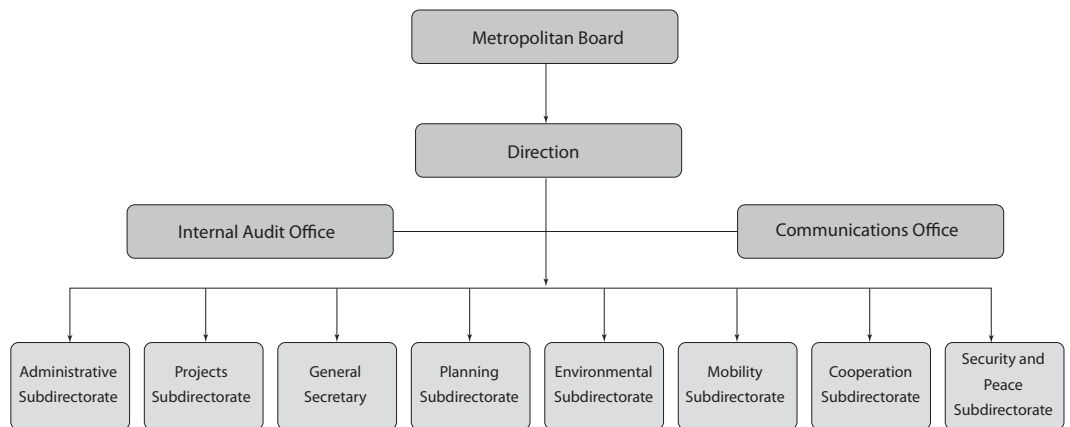 Metropolitan Board
Direction
Internal Audit Office
Communications Office
Administrative
Subdirectorate
Projects
Subdirectorate
General
Secretary
Planning
Subdirectorate
Environmental
Subdirectorate
Mobility
Subdirectorate
Cooperation
Subdirectorate
Security and
Peace
Subdirectorate